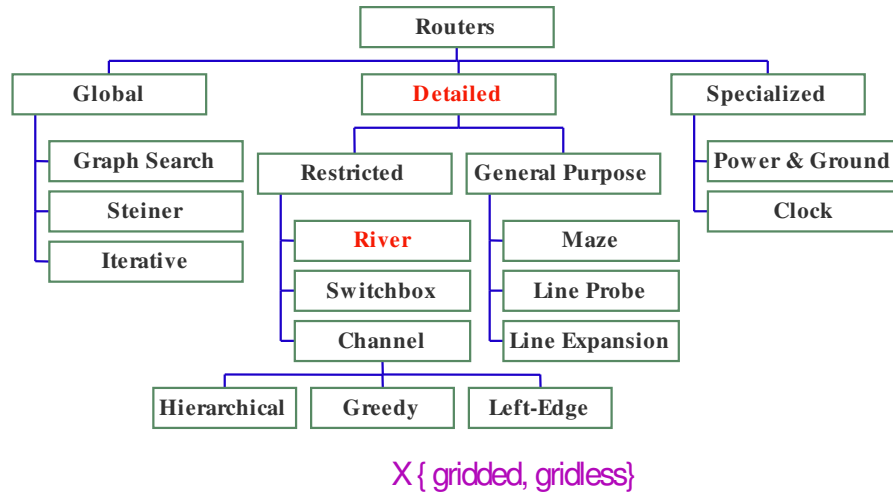 Routers
Global
Detailed
Specialized
Graph Search
Steiner
Iterative
Restricted
General Purpose
Power & Ground
Clock
River
Switchbox
Channel
Maze
Line Probe
Line Expansion
Hierarchical
Greedy
Left-Edge
X { gridded, gridless}